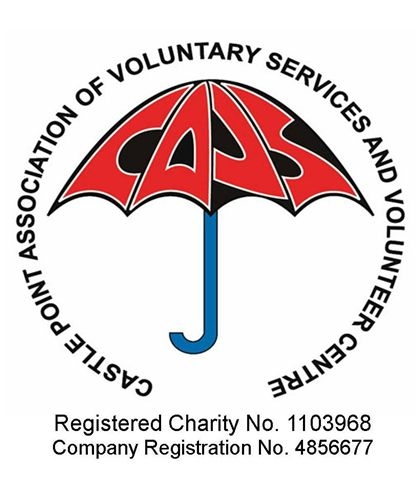 CASTLE POINT ASSOCIATION OF VOLUNTARY SERVICES AND VOLUNTEER CENTRE
CAVS
Registered Charity No. 1103968
Company Registration No. 4856677